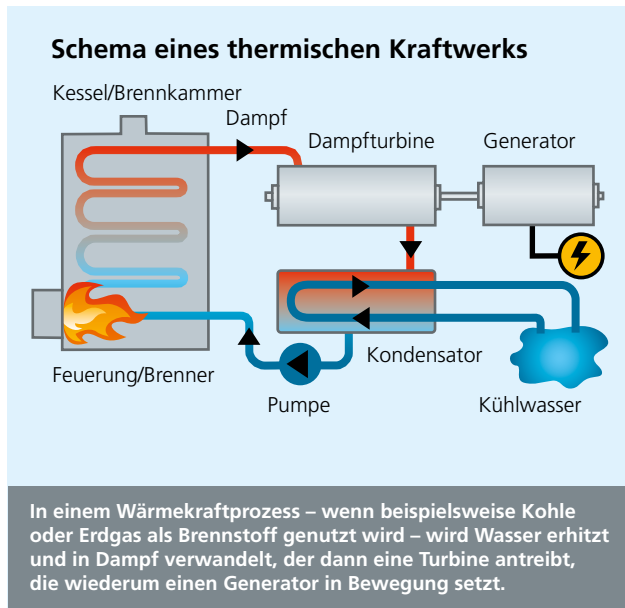 Schema eines thermischen Kraftwerks
Kessel/Brennkammer
Dampf
Dampfturbine
Generator
Kondensator
Feuerung/Brenner
Pumpe
Kühlwasser
In einem Wärmekraftprozess – wenn beispielsweise Kohle
oder Erdgas als Brennstoff genutzt wird – wird Wasser erhitzt
und in Dampf verwandelt, der dann eine Turbine antreibt,
die wiederum einen Generator in Bewegung setzt.